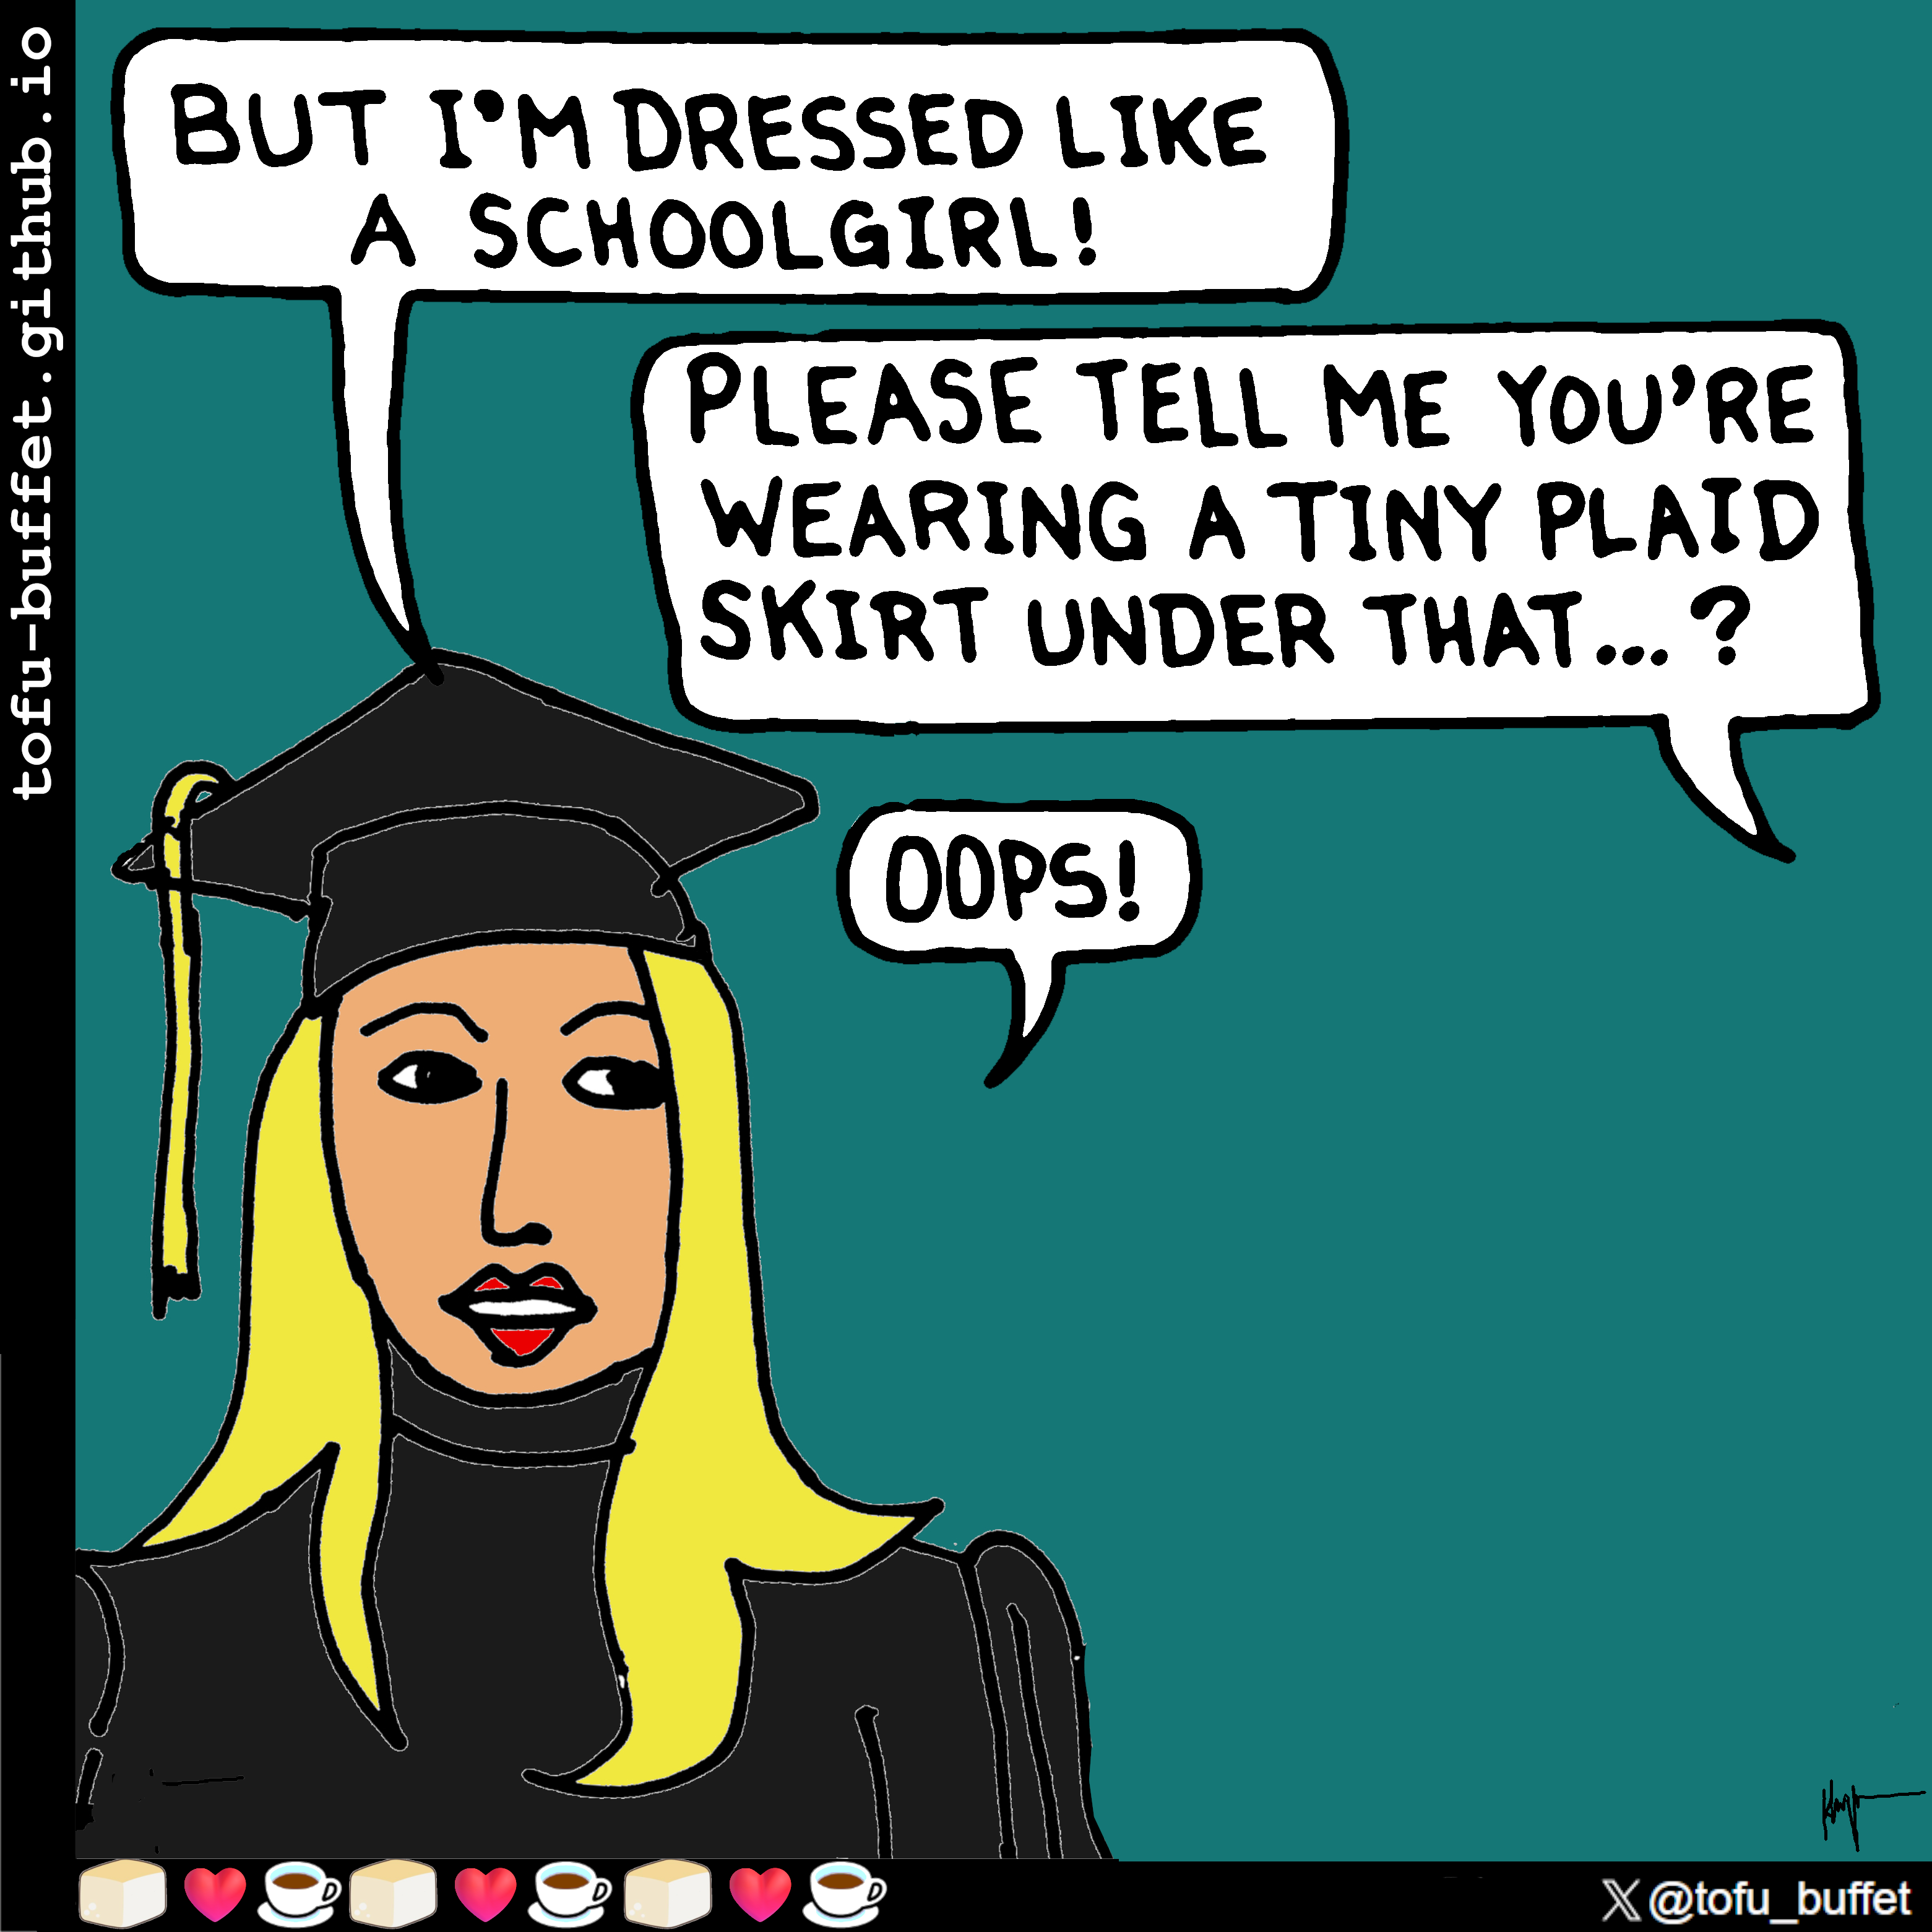 BUT I'M DRESSED LIKE
A SCHOOLGIRL!
PLEASE TELL ME YOU'RE
WEARING A TINY PLAID
SKIRT UNDER THAT...?
OOPS!
tofu-buffet.github.io
𝕏 @tofu_buffet